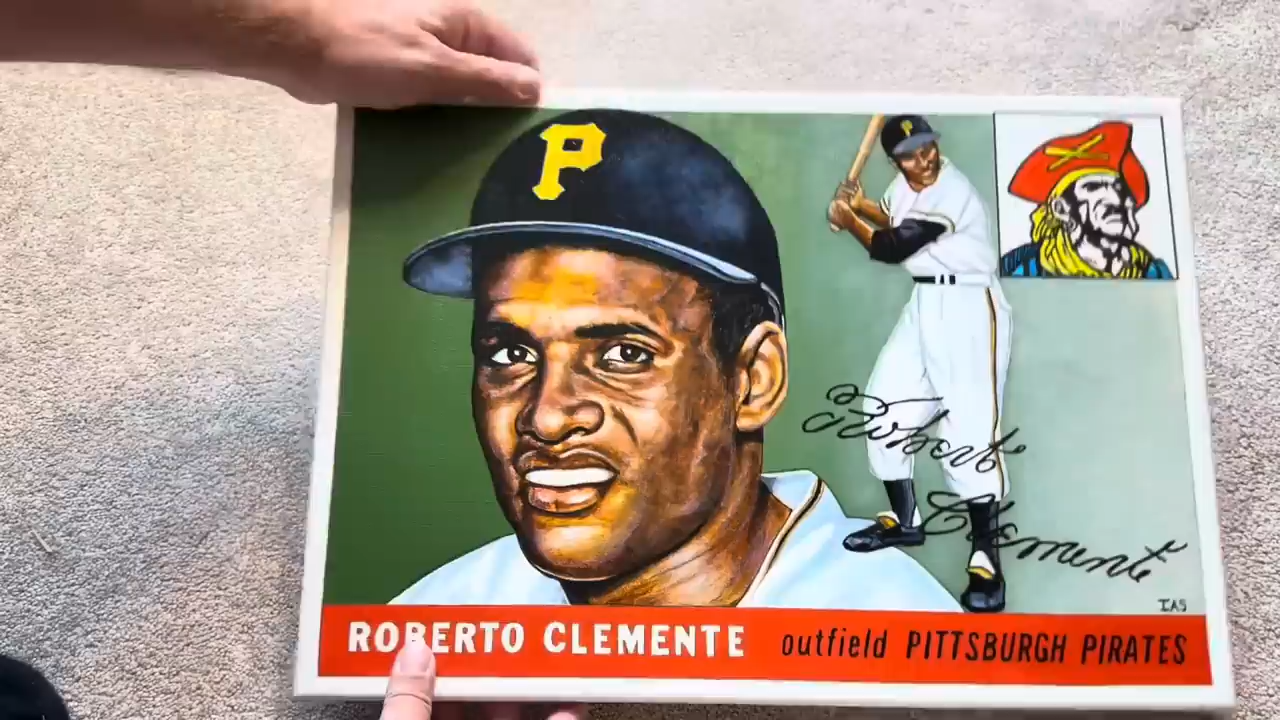 P
P
Roberto
Clemente
IAS
ROBERTO CLEMENTE outfield PITTSBURGH PIRATES